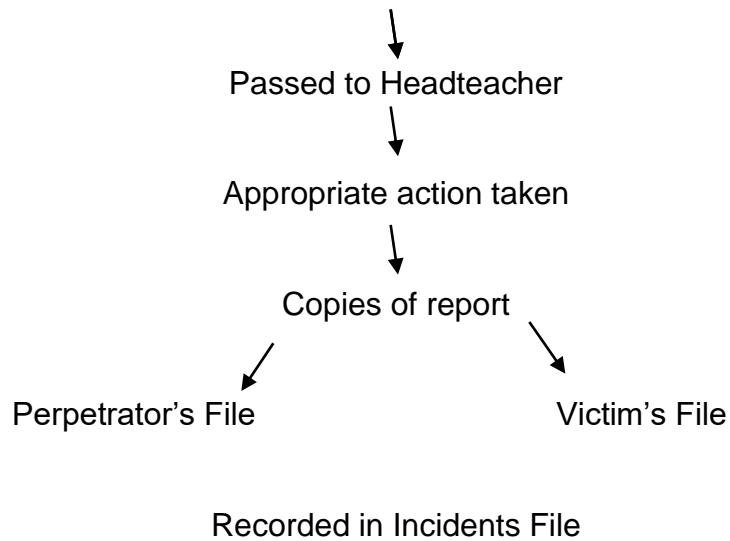 Passed to Headteacher
Appropriate action taken
Copies of report
Perpetrator’s File
Victim’s File
Recorded in Incidents File